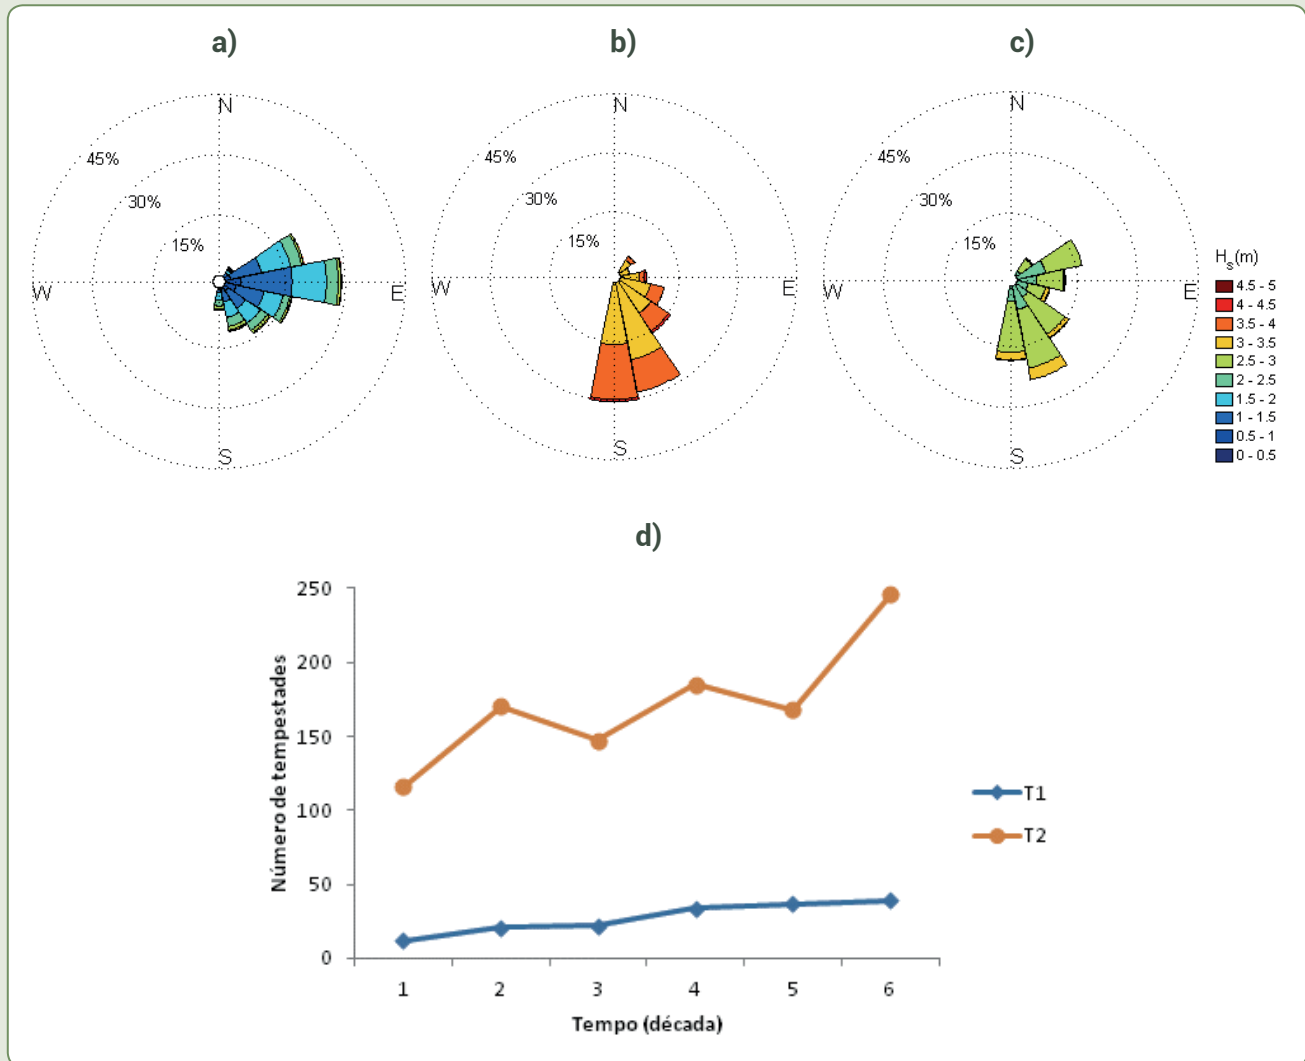 a)
b)
c)
N
45%
30%
15%
W
E
S
N
45%
30%
15%
W
E
S
N
45%
30%
15%
W
E
S
Hs(m)
4.5 - 5
4 - 4.5
3.5 - 4
3 - 3.5
2.5 - 3
2 - 2.5
1.5 - 2
1 - 1.5
0.5 - 1
0 - 0.5
d)
Número de tempestades
250
200
150
100
50
0
1 2 3 4 5 6
Tempo (década)
T1
T2